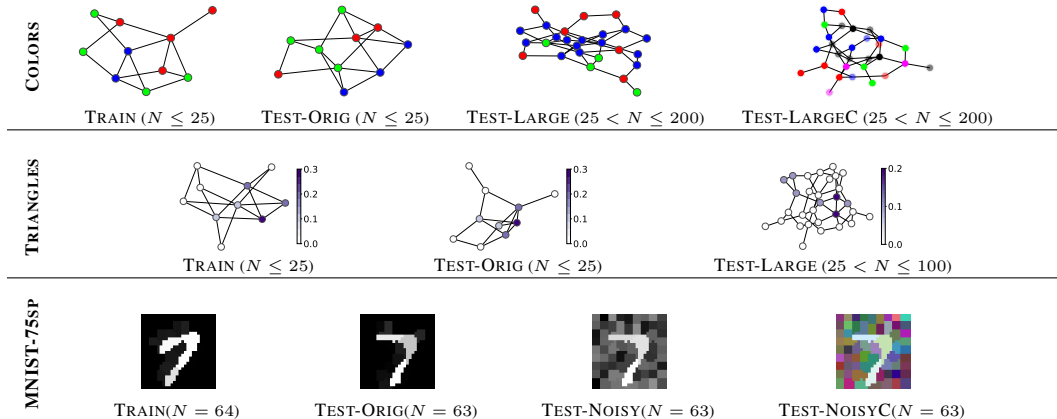 COLORS
TRAIN (N ≤ 25)
TEST-ORIG (N ≤ 25)
TEST-LARGE (25 < N ≤ 200)
TEST-LARGEC (25 < N ≤ 200)
TRIANGLES
0.3
0.2
0.1
0.0
TRAIN (N ≤ 25)
0.3
0.2
0.1
0.0
TEST-ORIG (N ≤ 25)
0.2
0.1
0.0
TEST-LARGE (25 < N ≤ 100)
MNIST-75SP
TRAIN(N = 64)
TEST-ORIG(N = 63)
TEST-NOISY(N = 63)
TEST-NOISYC(N = 63)